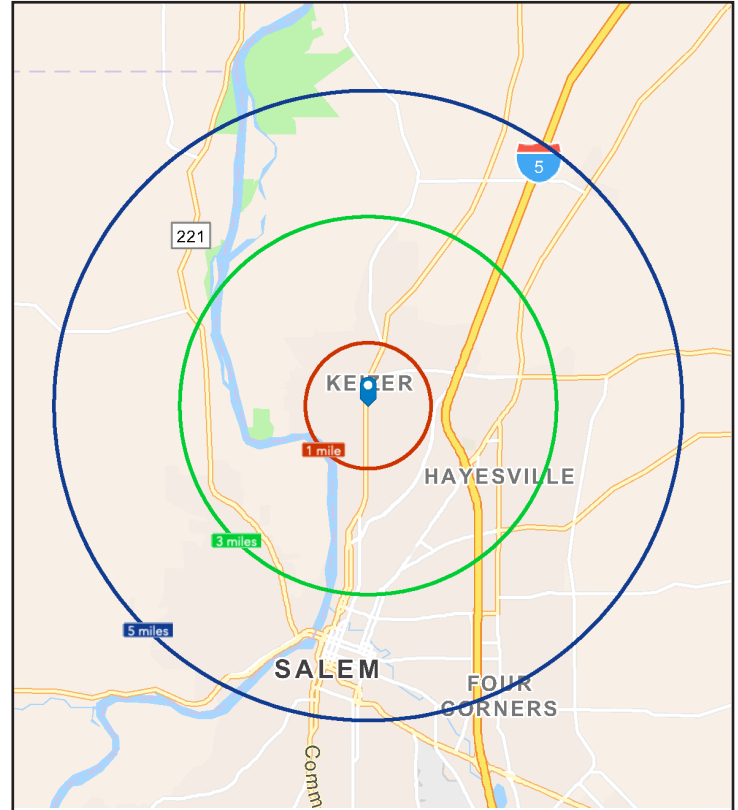 5
221
KEIZER
1 mile
HAYESVILLE
3 miles
5 miles
SALEM
FOUR
CORNERS
Comm